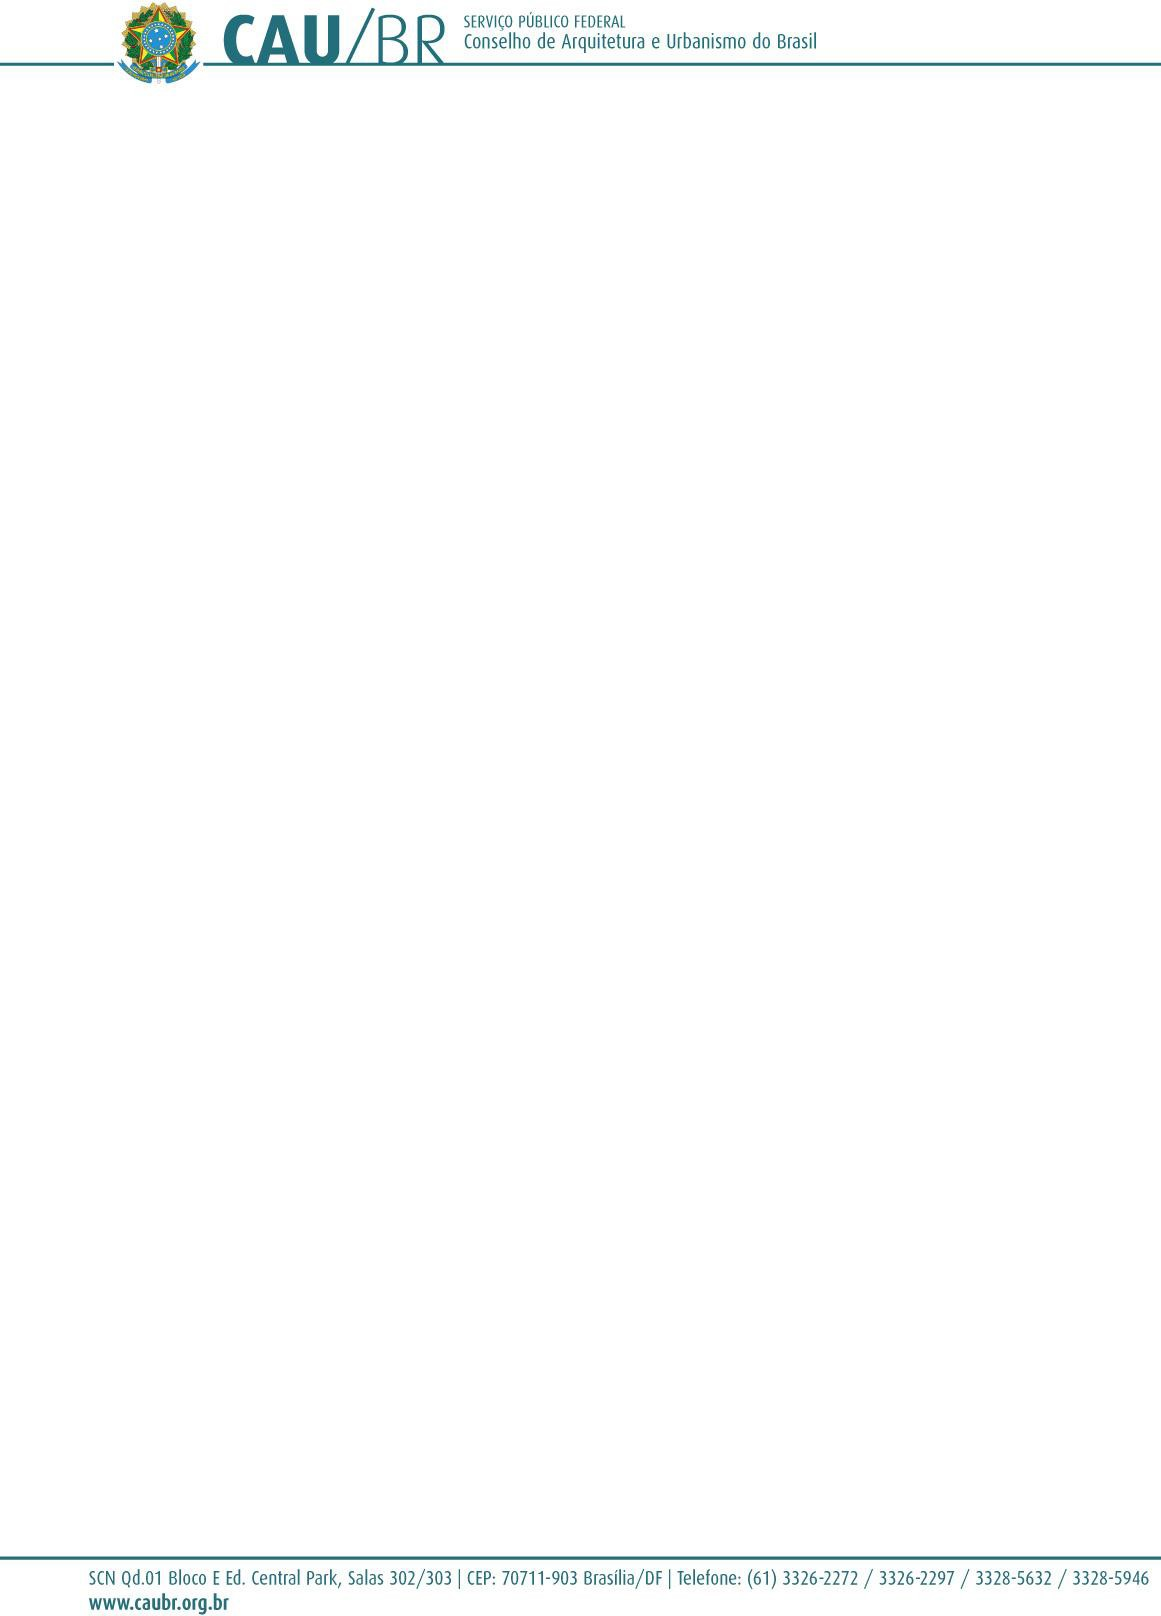 CAU/BR
SERVIÇO PÚBLICO FEDERAL
Conselho de Arquitetura e Urbanismo do Brasil
SCN Qd.01 Bloco E Ed. Central Park, Salas 302/303 | CEP: 70711-903 Brasília/DF | Telefone: (61) 3326-2272 / 3326-2297 / 3328-5632 / 3328-5946
www.caubr.org.br